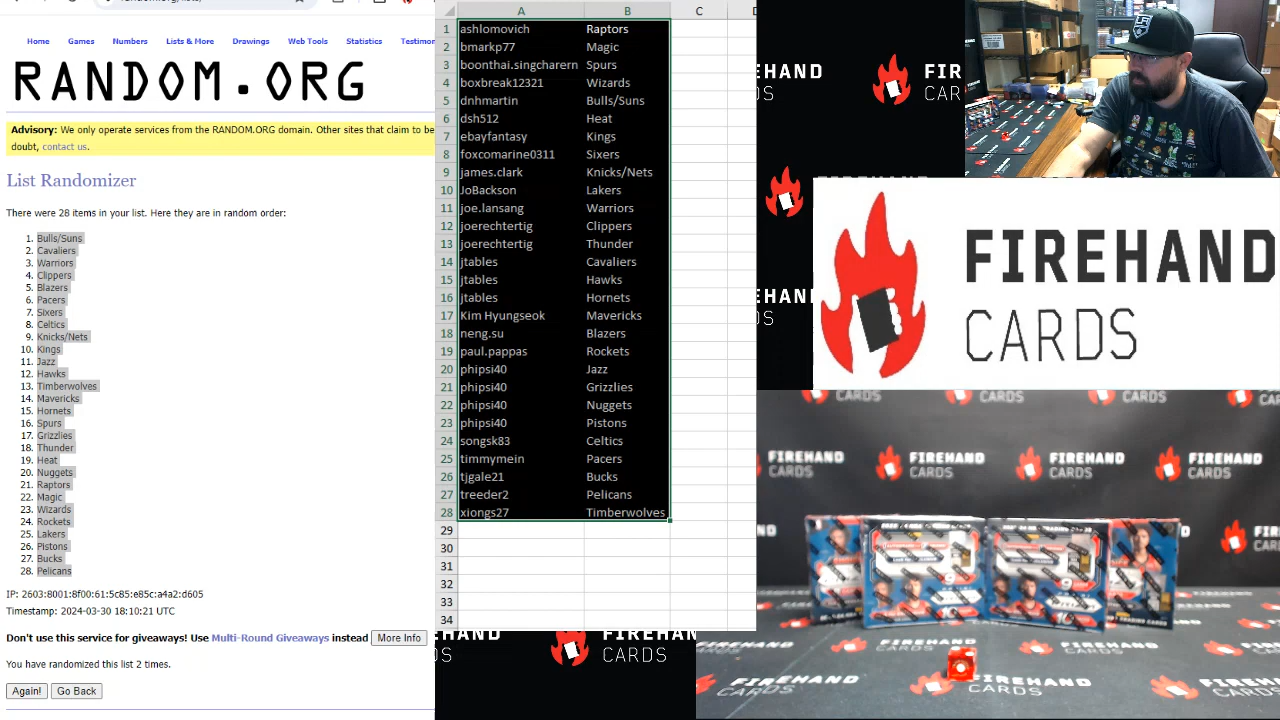 Home Games Numbers Lists & More Drawings Web Tools Statistics Testimor
RANDOM.ORG
Advisory: We only operate services from the RANDOM.ORG domain. Other sites that claim to be
doubt, contact us.
List Randomizer
There were 28 items in your list. Here they are in random order:
1. Bulls/Suns
2. Cavaliers
3. Warriors
4. Clippers
5. Blazers
6. Pacers
7. Sixers
8. Celtics
9. Knicks/Nets
10. Kings
11. Jazz
12. Hawks
13. Timberwolves
14. Mavericks
15. Hornets
16. Spurs
17. Grizzlies
18. Thunder
19. Heat
20. Nuggets
21. Raptors
22. Magic
23. Wizards
24. Rockets
25. Lakers
26. Pistons
27. Bucks
28. Pelicans
IP: 2603:8001:8f00:61:5c85:e85c:a4a2:d605
Timestamp: 2024-03-30 18:10:21 UTC
Don't use this service for giveaways! Use Multi-Round Giveaways instead More Info
You have randomized this list 2 times.
Again! Go Back
A B C D
1 ashlomovich Raptors
2 bmarkp77 Magic
3 boonthai.singcharern Spurs
4 boxbreak12321 Wizards
5 dnhmartin Bulls/Suns
6 dsh512 Heat
7 ebayfantasy Kings
8 foxcomarine0311 Sixers
9 james.clark Knicks/Nets
10 JoBackson Lakers
11 joe.lansang Warriors
12 joerechtertig Clippers
13 joerechtertig Thunder
14 jtables Cavaliers
15 jtables Hawks
16 jtables Hornets
17 Kim Hyungseok Mavericks
18 neng.su Blazers
19 paul.pappas Rockets
20 phipsi40 Jazz
21 phipsi40 Grizzlies
22 phipsi40 Nuggets
23 phipsi40 Pistons
24 songsk83 Celtics
25 timmymein Pacers
26 tjgale21 Bucks
27 treeder2 Pelicans
28 xiongs27 Timberwolves
29
30
31
32
33
34
FIREHAND
CARDS
FIREHAND
CARDS
FIREHAND
CARDS
FIREHAND
CARDS